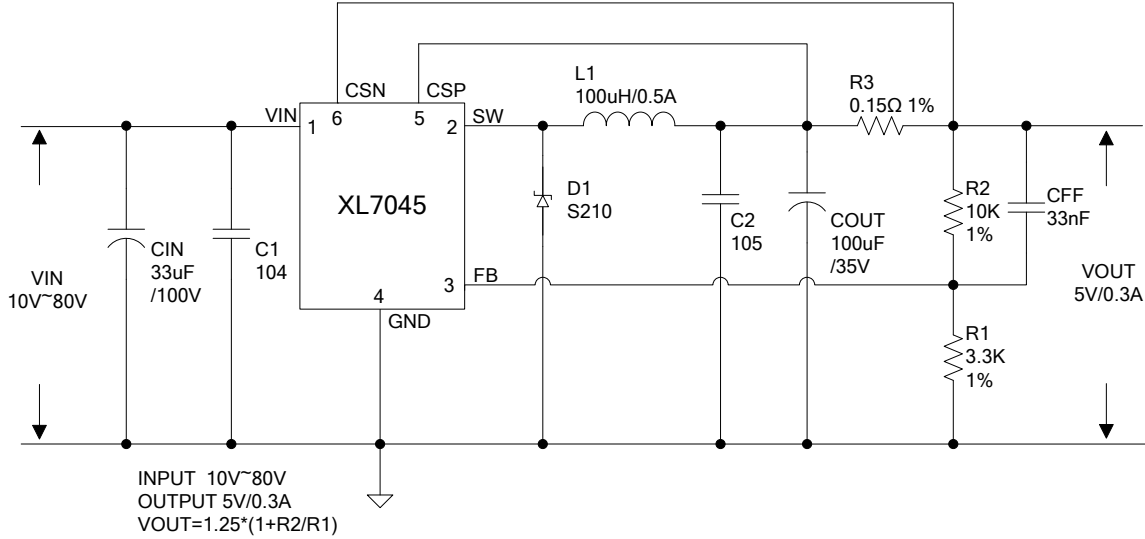 CSN
CSP
VIN
1
6
5
2
SW
L1
100uH/0.5A
R3
0.15Ω 1%
XL7045
3
FB
4
GND
CIN
33uF
/100V
C1
104
D1
S210
C2
105
COUT
100uF
/35V
R2
10K
1%
CFF
33nF
R1
3.3K
1%
VIN
10V~80V
VOUT
5V/0.3A
INPUT 10V~80V
OUTPUT 5V/0.3A
VOUT=1.25*(1+R2/R1)